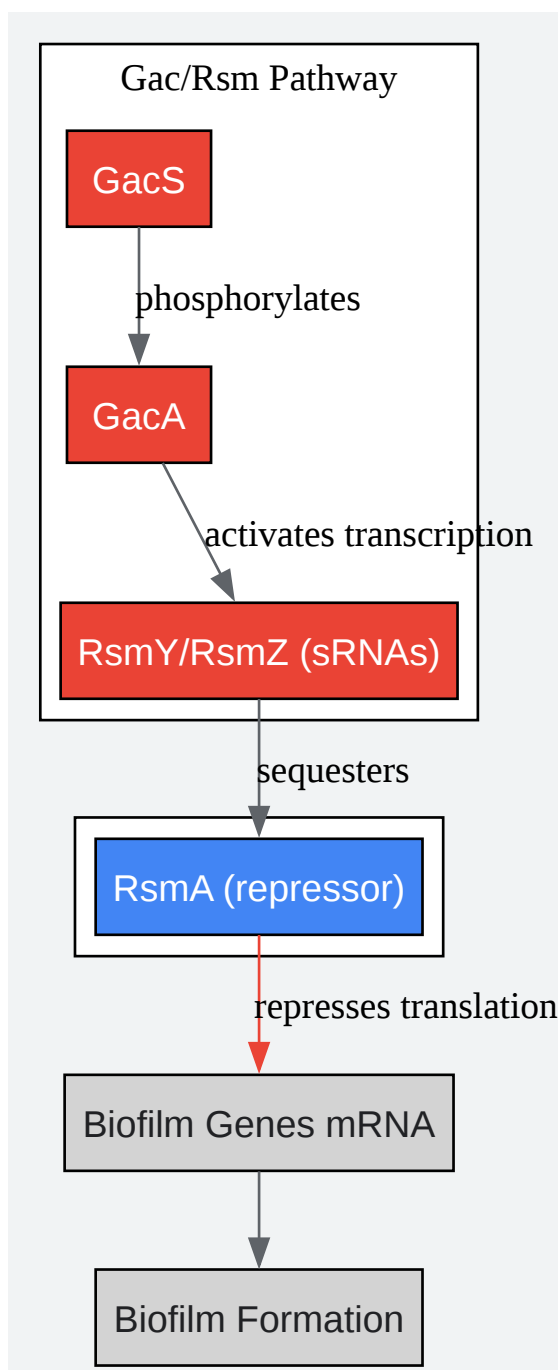 Gac/Rsm Pathway
GacS
phosphorylates
GacA
activates transcription
RsmY/RsmZ (sRNAs)
sequesters
RsmA (repressor)
represses translation
Biofilm Genes mRNA
Biofilm Formation